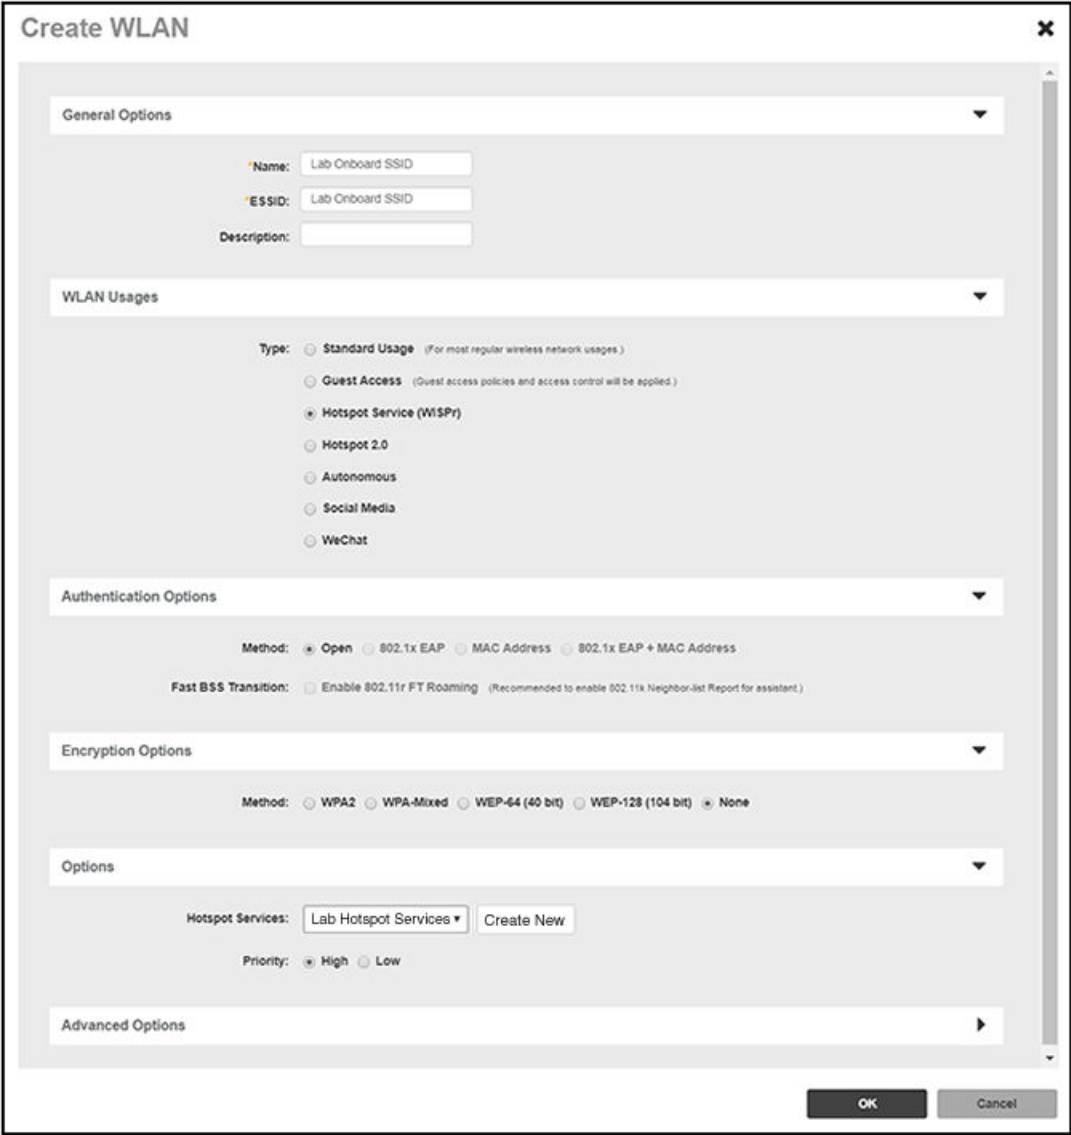 Create WLAN
General Options
*Name: Lab Onboard SSID
*ESSID: Lab Onboard SSID
Description:
WLAN Usages
Type: Standard Usage (For most regular wireless network usages.)
Guest Access (Guest access policies and access control will be applied.)
Hotspot Service (WISPr)
Hotspot 2.0
Autonomous
Social Media
WeChat
Authentication Options
Method: Open 802.1x EAP MAC Address 802.1x EAP + MAC Address
Fast BSS Transition: Enable 802.11r FT Roaming (Recommended to enable 802.11k Neighbor-list Report for assistant.)
Encryption Options
Method: WPA2 WPA-Mixed WEP-64 (40 bit) WEP-128 (104 bit) None
Options
Hotspot Services: Lab Hotspot Services Create New
Priority: High Low
Advanced Options
OK Cancel